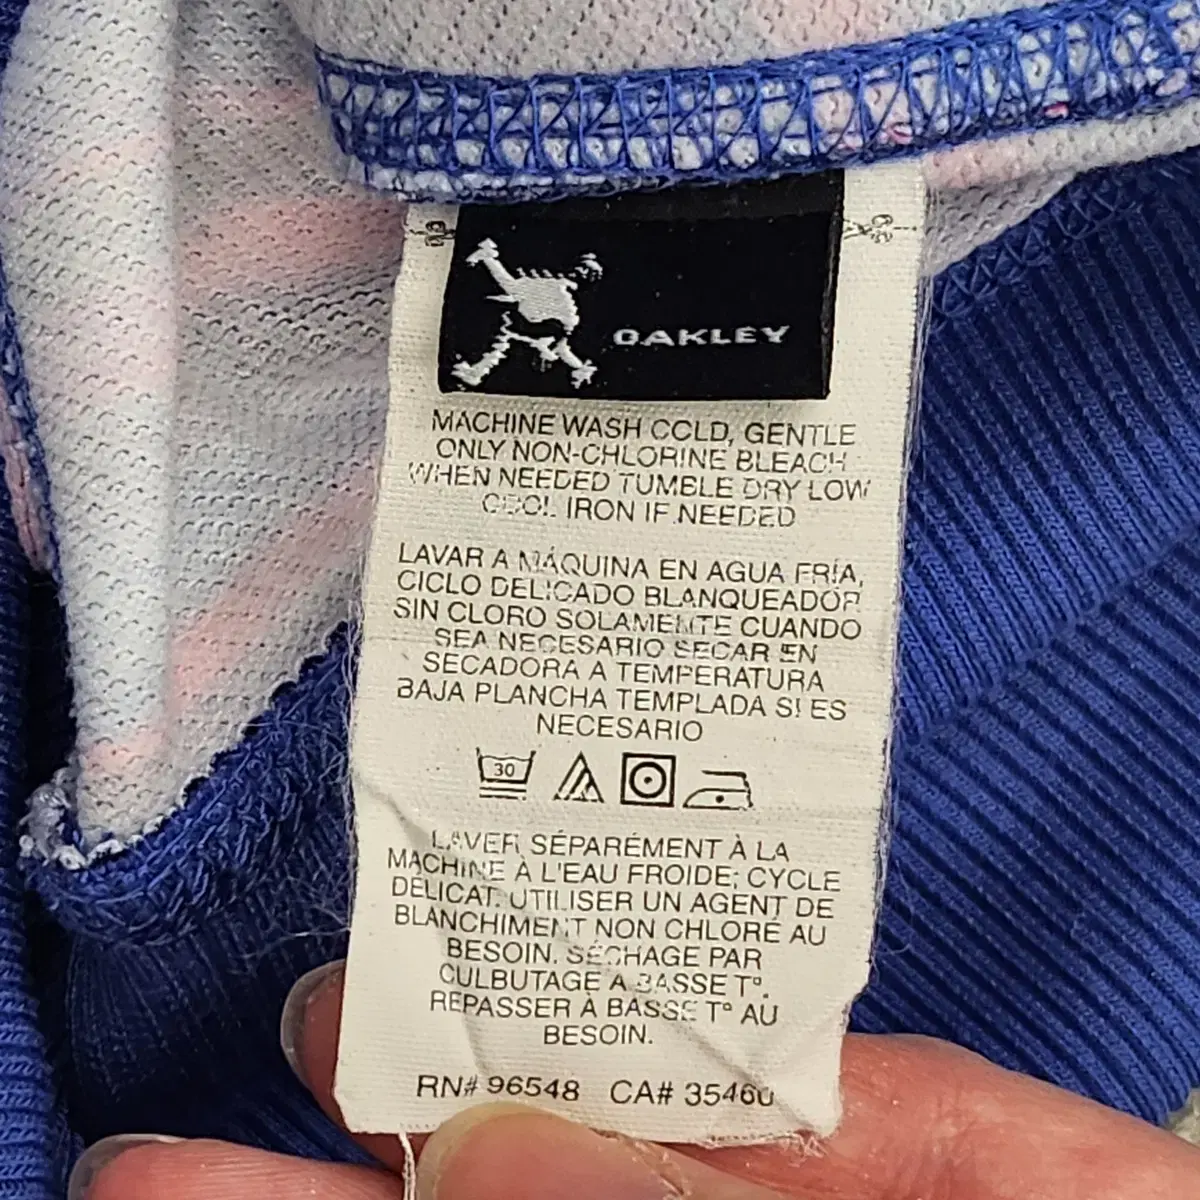 OAKLEY
MACHINE WASH COLD, GENTLE
ONLY NON-CHLORINE BLEACH
WHEN NEEDED TUMBLE DRY LOW
COOL IRON IF NEEDED
LAVAR A MÁQUINA EN AGUA FRÍA,
CICLO DELICADO BLANQUEADOR
SIN CLORO SOLAMENTE CUANDO
SEA NECESARIO SECAR EN
SECADORA A TEMPERATURA
BAJA PLANCHA TEMPLADA SI ES
NECESARIO
30
LAVER SÉPARÉMENT À LA
MACHINE À L'EAU FROIDE; CYCLE
DÉLICAT. UTILISER UN AGENT DE
BLANCHIMENT NON CHLORÉ AU
BESOIN. SÉCHAGE PAR
CULBUTAGE À BASSE T°.
REPASSER À BASSE T° AU
BESOIN.
RN# 96548 CA# 35460